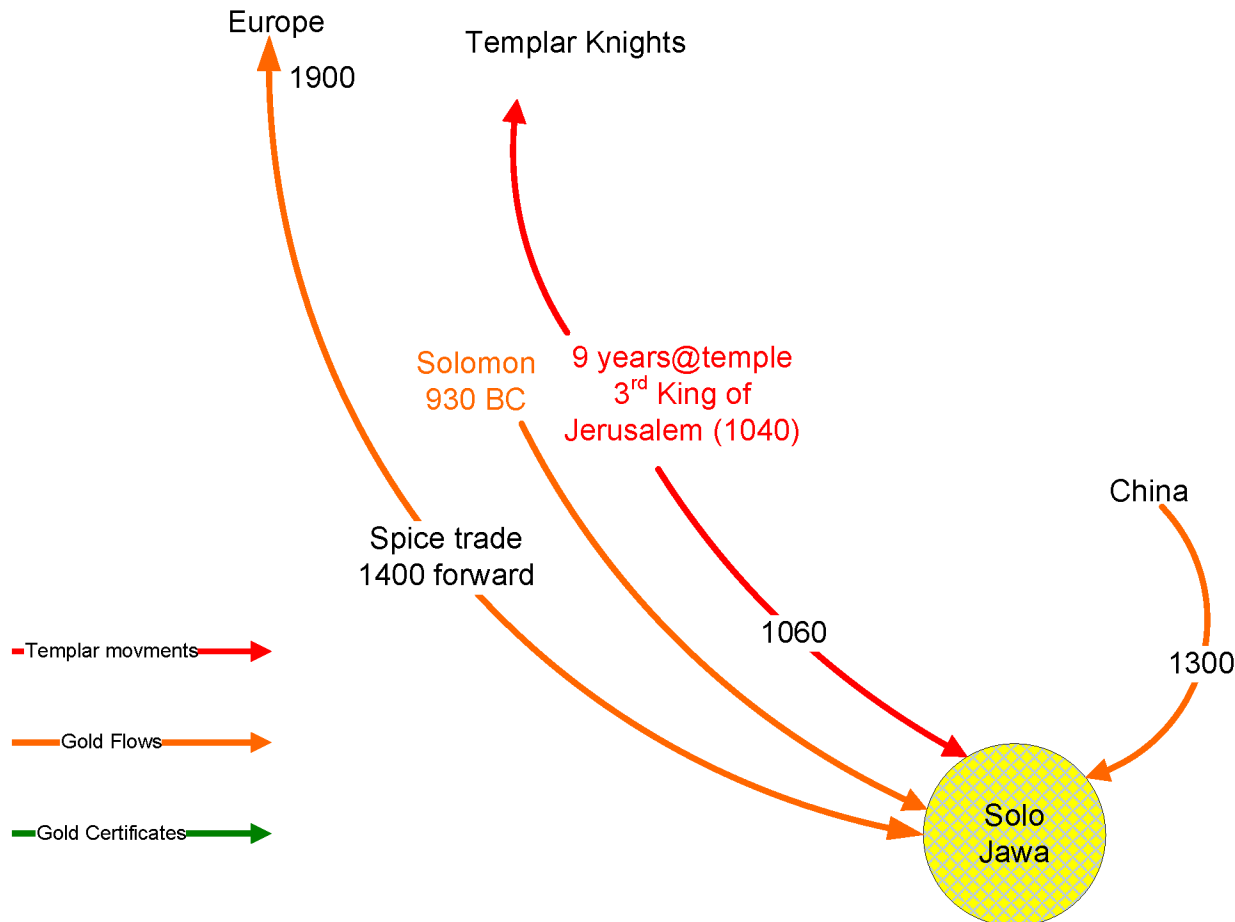 Europe
1900
Templar Knights
Solomon
930 BC
9 years@temple
3rd King of
Jerusalem (1040)
China
Spice trade
1400 forward
1060
1300
Templar movments
Gold Flows
Gold Certificates
Solo
Jawa